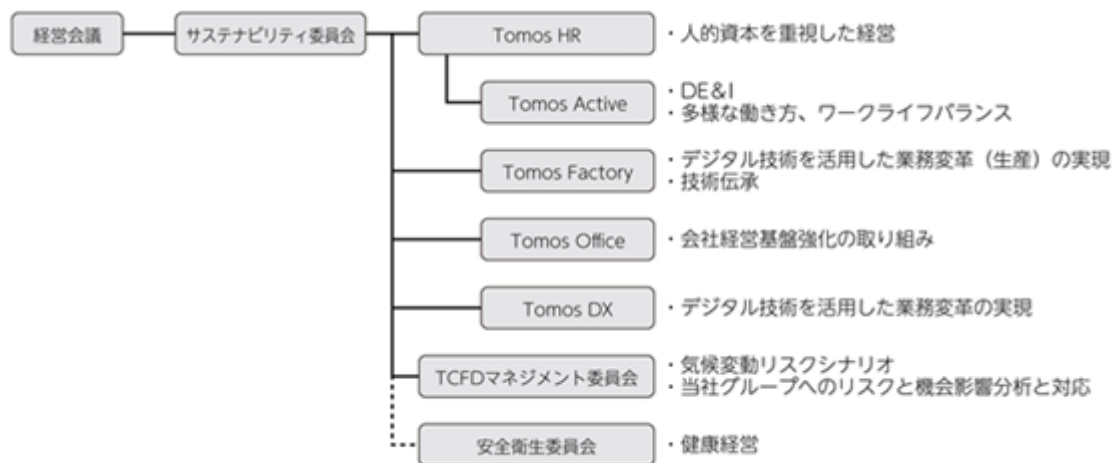 経営会議
サステナビリティ委員会
Tomos HR
・人的資本を重視した経営
Tomos Active
・DE&I
・多様な働き方、ワークライフバランス
Tomos Factory
・デジタル技術を活用した業務変革（生産）の実現
・技術伝承
Tomos Office
・会社経営基盤強化の取り組み
Tomos DX
・デジタル技術を活用した業務変革の実現
TCFDマネジメント委員会
・気候変動リスクシナリオ
・当社グループへのリスクと機会影響分析と対応
安全衛生委員会
・健康経営